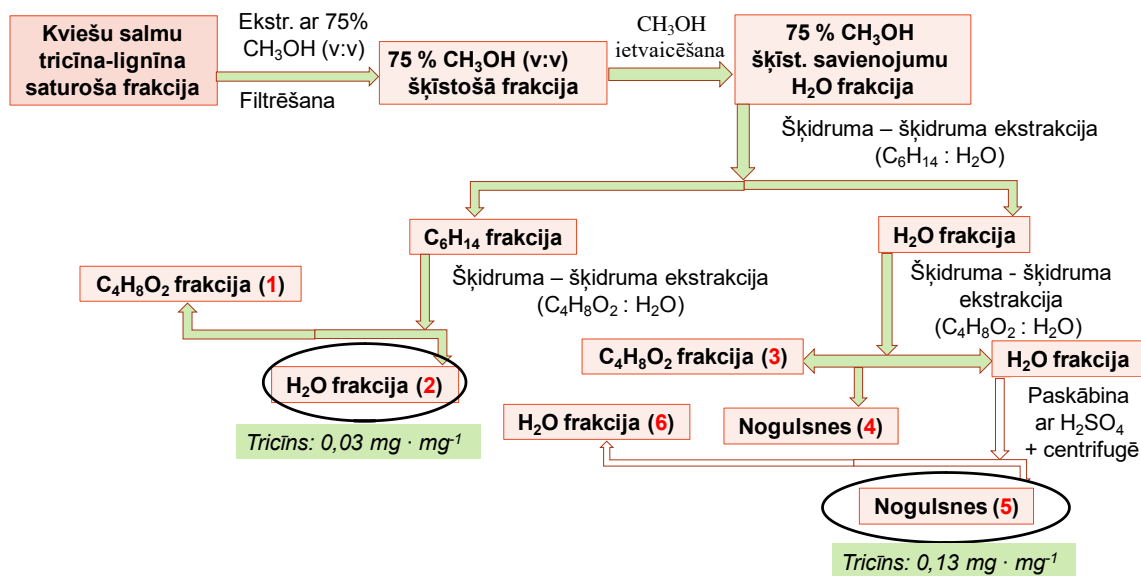 Kviešu salmu
tricīna-lignīna
saturoša frakcija
Ekstr. ar 75%
CH₃OH (v:v)
Filtrēšana
75 % CH₃OH (v:v)
šķīstošā frakcija
CH₃OH
ietvaicēšana
75 % CH₃OH
šķīst. savienojumu
H₂O frakcija
Šķidruma – šķidruma ekstrakcija
(C₆H₁₄ : H₂O)
C₆H₁₄ frakcija
H₂O frakcija
Šķidruma – šķidruma ekstrakcija
(C₄H₈O₂ : H₂O)
Šķidruma - šķidruma
ekstrakcija
(C₄H₈O₂ : H₂O)
C₄H₈O₂ frakcija (1)
H₂O frakcija (2)
Tricīns: 0,03 mg · mg⁻¹
C₄H₈O₂ frakcija (3)
H₂O frakcija
Nogulsnes (4)
Paskābina
ar H₂SO₄
+ centrifugē
H₂O frakcija (6)
Nogulsnes (5)
Tricīns: 0,13 mg · mg⁻¹